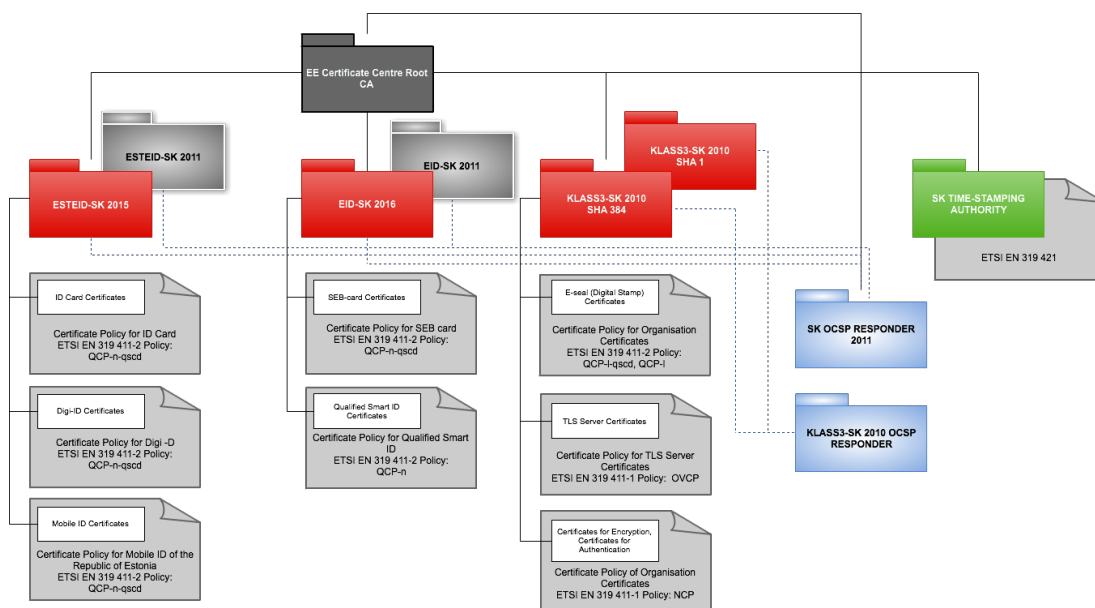 EE Certificate Centre Root
CA
ESTEID-SK 2011
ESTEID-SK 2015
EID-SK 2011
EID-SK 2016
KLASS3-SK 2010
SHA 1
KLASS3-SK 2010
SHA 384
SK TIME-STAMPING
AUTHORITY
ETSI EN 319 421
ID Card Certificates
Certificate Policy for ID Card
ETSI EN 319 411-2 Policy:
QCP-n-qscd
Digi-ID Certificates
Certificate Policy for Digi -D
ETSI EN 319 411-2 Policy:
QCP-n-qscd
Mobile ID Certificates
Certificate Policy for Mobile ID of the
Republic of Estonia
ETSI EN 319 411-2 Policy:
QCP-n-qscd
SEB-card Certificates
Certificate Policy for SEB card
ETSI EN 319 411-2 Policy:
QCP-n-qscd
Qualified Smart ID
Certificates
Certificate Policy for Qualified Smart
ID
ETSI EN 319 411-2 Policy:
QCP-n
E-seal (Digital Stamp)
Certificates
Certificate Policy for Organisation
Certificates
ETSI EN 319 411-2 Policy:
QCP-l-qscd, QCP-l
TLS Server Certificates
Certificate Policy for TLS Server
Certificates
ETSI EN 319 411-1 Policy: OVCP
Certificates for Encryption,
Certificates for
Authentication
Certificate Policy of Organisation
Certificates
ETSI EN 319 411-1 Policy: NCP
SK OCSP RESPONDER
2011
KLASS3-SK 2010 OCSP
RESPONDER